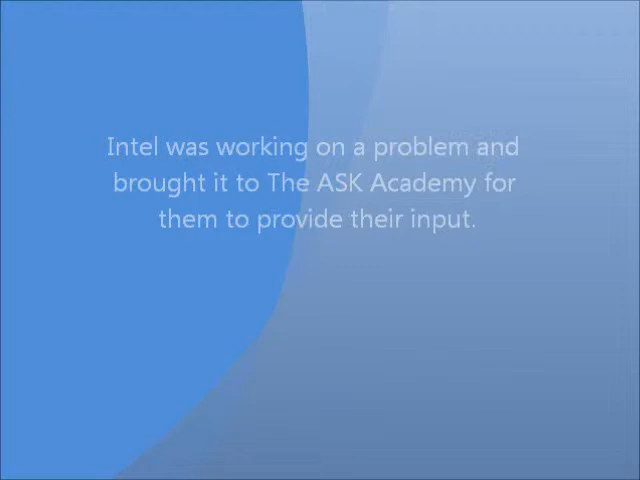 Intel was working on a problem and
brought it to The ASK Academy for
them to provide their input.